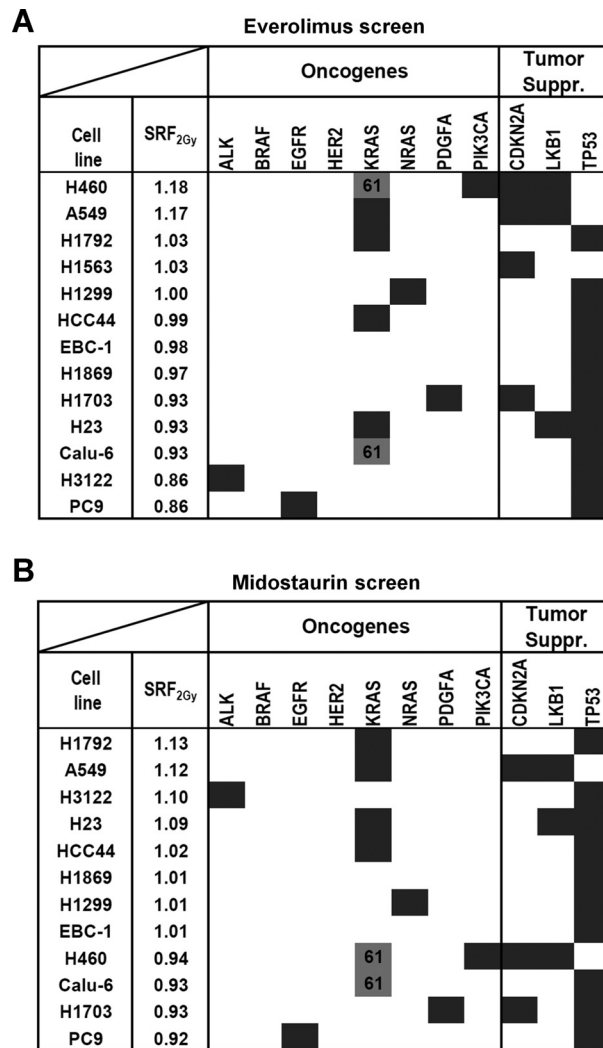 A
Everolimus screen
Oncogenes
Tumor
Suppr.
Cell
line
SRF2Gy
ALK
BRAF
EGFR
HER2
KRAS
NRAS
PDGFA
PIK3CA
CDKN2A
LKB1
TP53
H460 1.18 61
A549 1.17
H1792 1.03
H1563 1.03
H1299 1.00
HCC44 0.99
EBC-1 0.98
H1869 0.97
H1703 0.93
H23 0.93
Calu-6 0.93 61
H3122 0.86
PC9 0.86
B
Midostaurin screen
Oncogenes
Tumor
Suppr.
Cell
line
SRF2Gy
ALK
BRAF
EGFR
HER2
KRAS
NRAS
PDGFA
PIK3CA
CDKN2A
LKB1
TP53
H1792 1.13
A549 1.12
H3122 1.10
H23 1.09
HCC44 1.02
H1869 1.01
H1299 1.01
EBC-1 1.01
H460 0.94 61
Calu-6 0.93 61
H1703 0.93
PC9 0.92